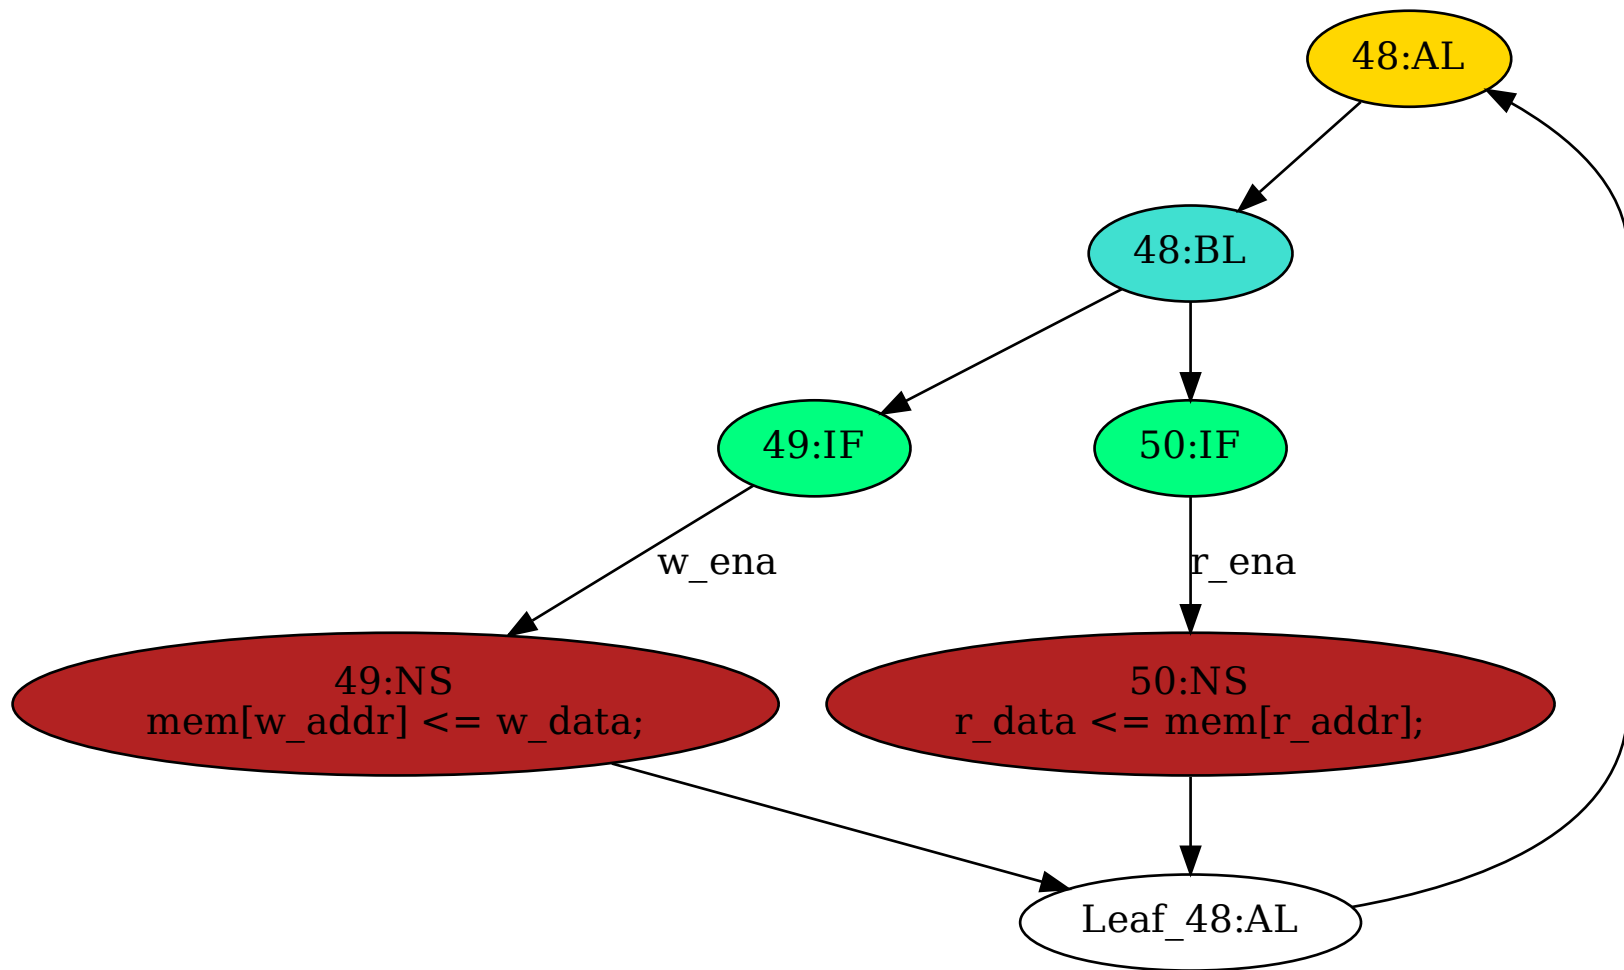 48:AL
48:BL
49:IF
50:IF
w_ena
r_ena
49:NS
mem[w_addr] <= w_data;
50:NS
r_data <= mem[r_addr];
Leaf_48:AL